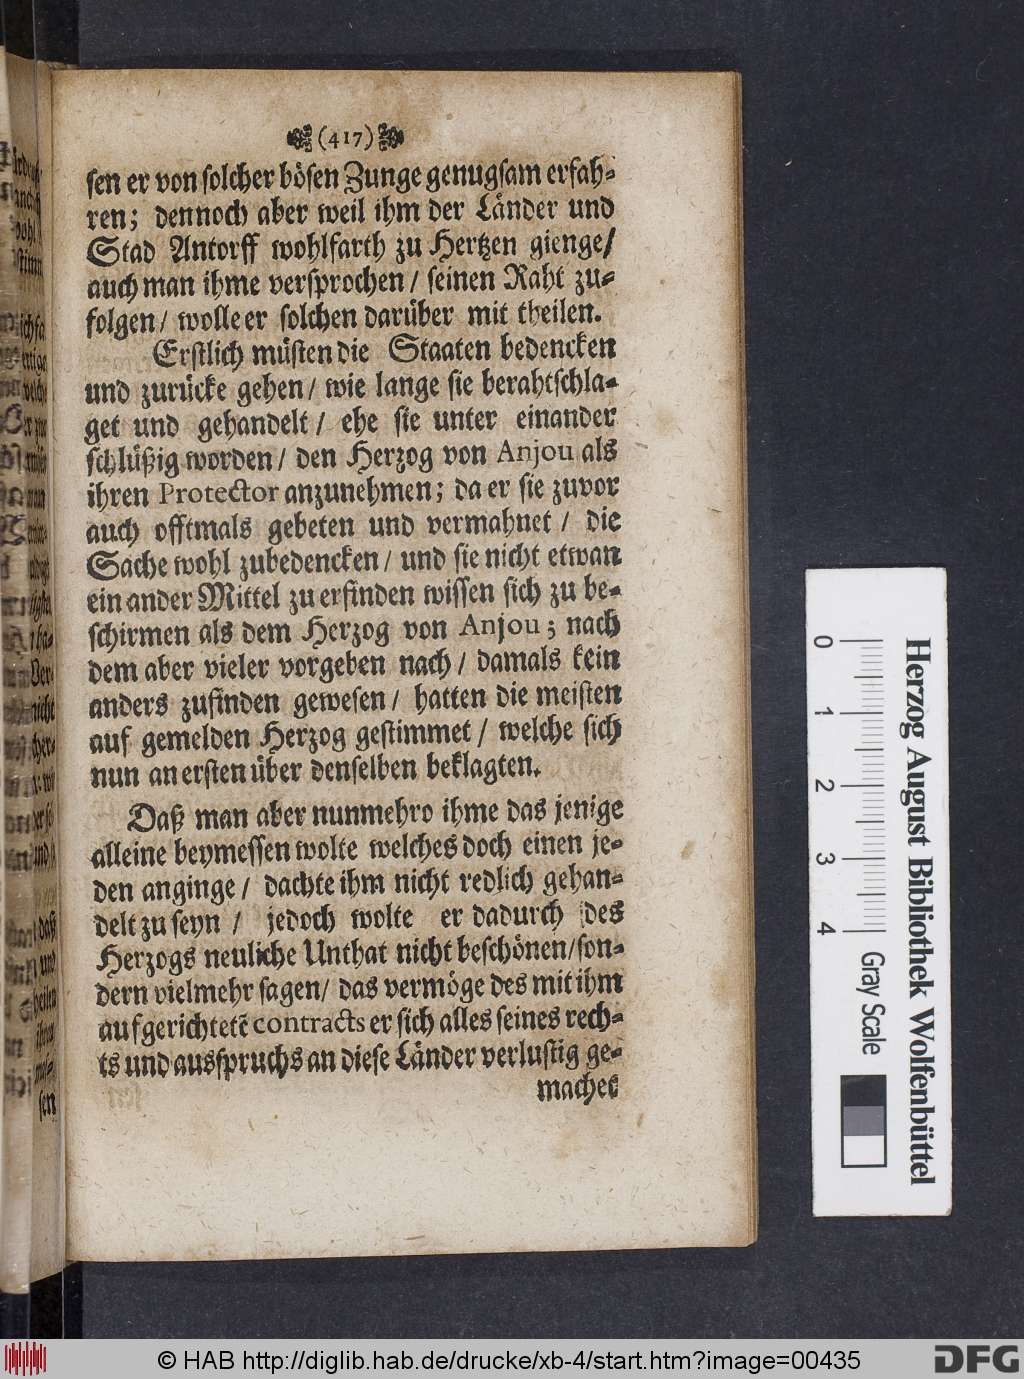 (417)
sen er von solcher bösen Zunge genugsam erfah-
ren; dennoch aber weil ihm der Länder und
Stad Antorff wohlfarth zu Hertzen gienge/
auch man ihme versprochen / seinen Raht zu-
folgen/ wolle er solchen darüber mit theilen.
Erstlich müsten die Staaten bedencken
und zurücke gehen/ wie lange sie berahtschla-
get und gehandelt/ ehe sie unter einander
schlüßig worden/ den Herzog von Anjou als
ihren Protector anzunehmen; da er sie zuvor
auch offtmals gebeten und vermahnet / die
Sache wohl zubedencken/ und sie nicht etwan
ein ander Mittel zu erfinden wissen sich zu be-
schirmen als dem Herzog von Anjou; nach
dem aber vieler vorgeben nach/ damals kein
anders zufinden gewesen/ hatten die meisten
auf gemelden Herzog gestimmet/ welche sich
nun an ersten über denselben beklagten.
Daß man aber nunmehro ihme das jenige
alleine beymessen wolte welches doch einen je-
den anginge/ dachte ihm nicht redlich gehan-
delt zu seyn / jedoch wolte er dadurch des
Herzogs neuliche Unthat nicht beschönen/son-
dern vielmehr sagen/ das vermöge des mit ihm
aufgerichtetē contracts er sich alles seines rech-
ts und ausspruchs an diese Länder verlustig ge-
machet
0 1 2 3 4
Gray Scale
Herzog August Bibliothek Wolfenbüttel
© HAB http://diglib.hab.de/drucke/xb-4/start.htm?image=00435
DFG